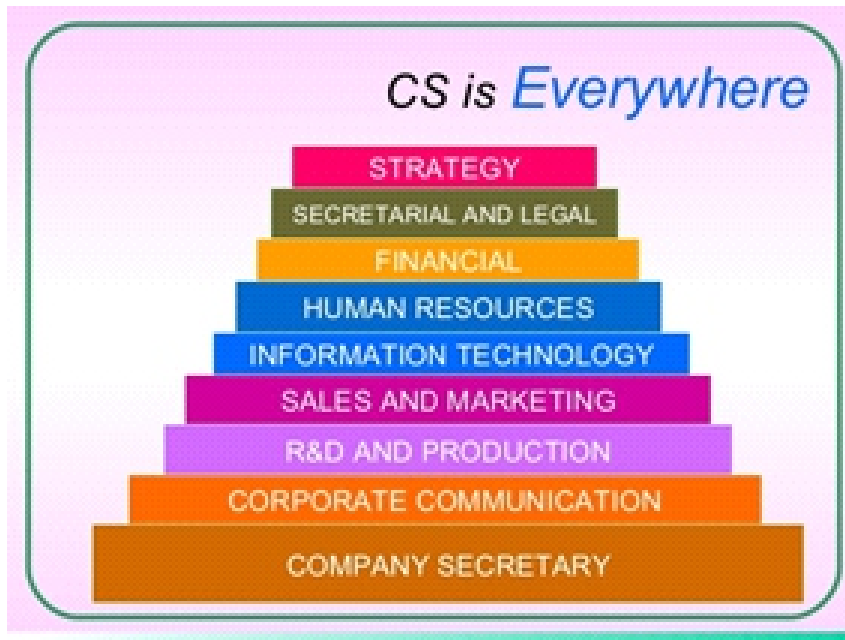 CS is Everywhere
STRATEGY
SECRETARIAL AND LEGAL
FINANCIAL
HUMAN RESOURCES
INFORMATION TECHNOLOGY
SALES AND MARKETING
R&D AND PRODUCTION
CORPORATE COMMUNICATION
COMPANY SECRETARY